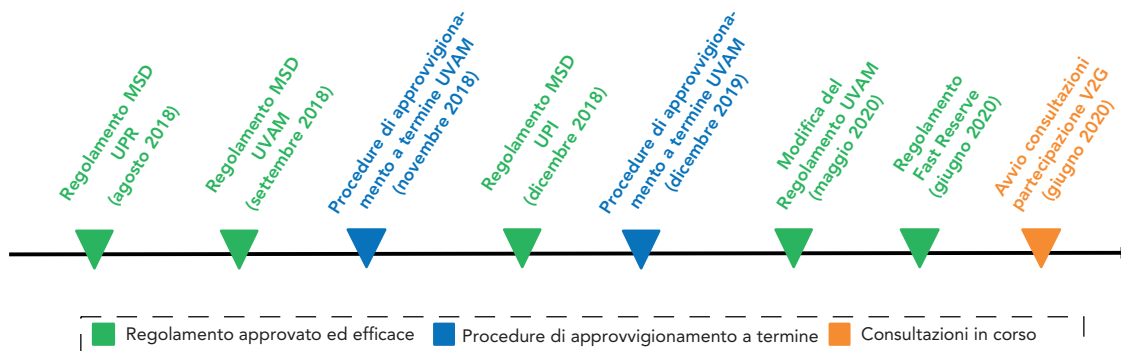 Regolamento MSD
UPR
(agosto 2018)
Regolamento MSD
UVAM
(settembre 2018)
Procedure di approvvigiona-
mento a termine UVAM
(novembre 2018)
Regolamento MSD
UPI
(dicembre 2018)
Procedure di approvvigiona-
mento a termine UVAM
(dicembre 2019)
Modifica del
Regolamento UVAM
(maggio 2020)
Regolamento
Fast Reserve
(giugno 2020)
Avvio consultazioni
partecipazione V2G
(giugno 2020)
Regolamento approvato ed efficace
Procedure di approvvigionamento a termine
Consultazioni in corso